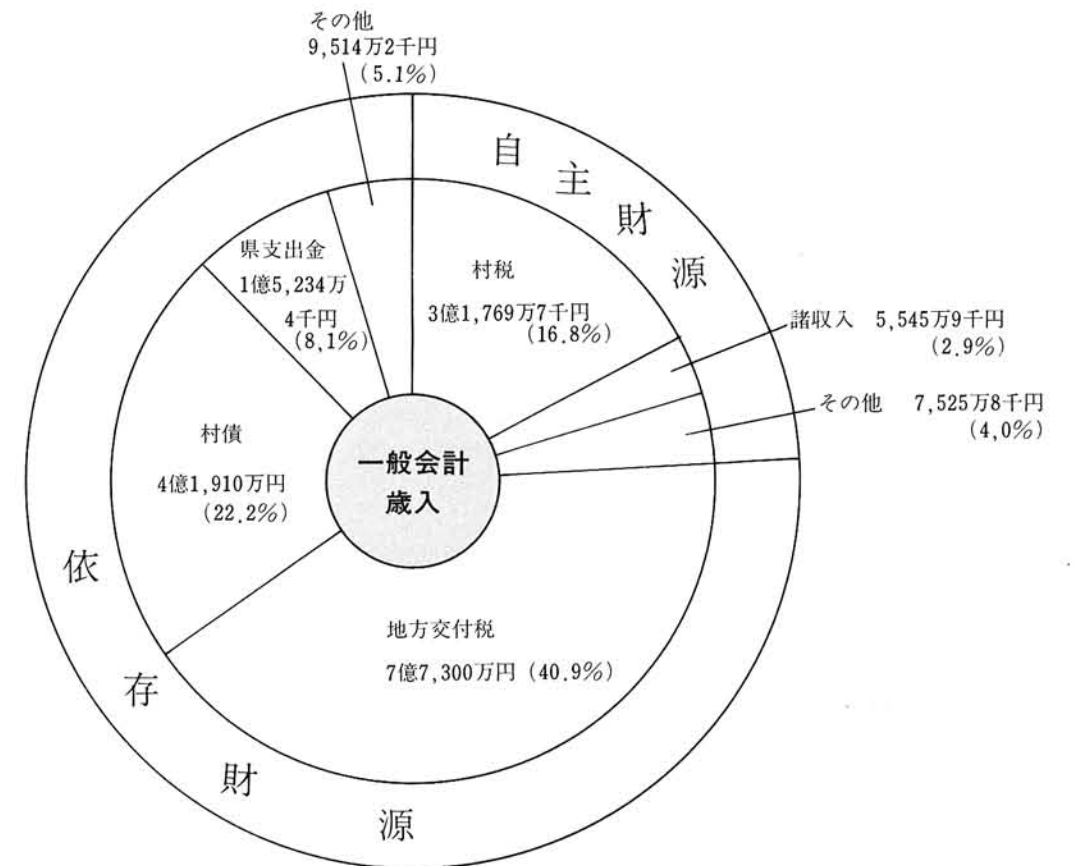 その他
9,514万2千円
(5.1%)
自主財源
村税
3億1,769万7千円
(16.8%)
諸収入 5,545万9千円
(2.9%)
その他 7,525万8千円
(4,0%)
県支出金
1億5,234万
4千円
(8,1%)
村債
4億1,910万円
(22.2%)
一般会計
歳入
地方交付税
7億7,300万円 (40.9%)
依存財源